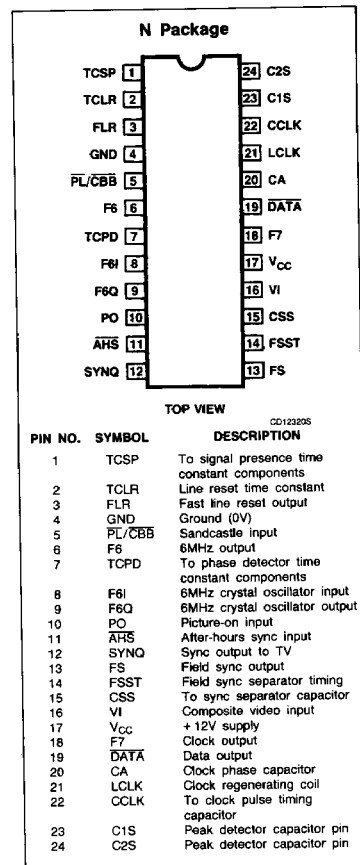 N Package
TCSP 1
TCLR 2
FLR 3
GND 4
PL/CBB 5
F6 6
TCPD 7
F6I 8
F6Q 9
PO 10
AHS 11
SYNQ 12
24 C2S
23 C1S
22 CCLK
21 LCLK
20 CA
19 DATA
18 F7
17 VCC
16 VI
15 CSS
14 FSST
13 FS
TOP VIEW
CD12320S
PIN NO. SYMBOL DESCRIPTION
1 TCSP To signal presence time
constant components
2 TCLR Line reset time constant
3 FLR Fast line reset output
4 GND Ground (0V)
5 PL/CBB Sandcastle input
6 F6 6MHz output
7 TCPD To phase detector time
constant components
8 F6I 6MHz crystal oscillator input
9 F6Q 6MHz crystal oscillator output
10 PO Picture-on input
11 AHS After-hours sync input
12 SYNQ Sync output to TV
13 FS Field sync output
14 FSST Field sync separator timing
15 CSS To sync separator capacitor
16 VI Composite video input
17 VCC +12V supply
18 F7 Clock output
19 DATA Data output
20 CA Clock phase capacitor
21 LCLK Clock regenerating coil
22 CCLK To clock pulse timing
capacitor
23 C1S Peak detector capacitor pin
24 C2S Peak detector capacitor pin